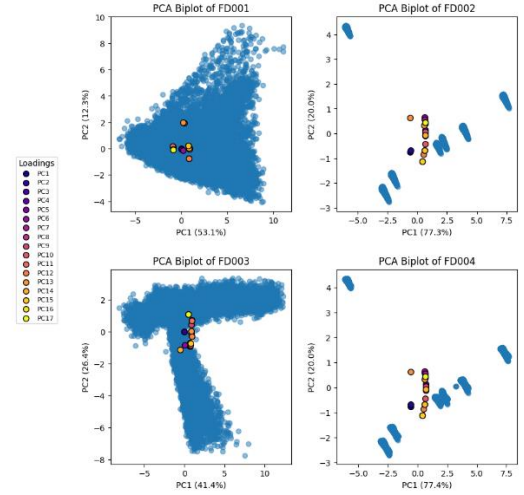 PCA Biplot of FD001
PC2 (12.3%)
10
8
6
4
2
0
−2
−4
−5
0
5
10
PC1 (53.1%)
PCA Biplot of FD002
PC2 (20.0%)
4
3
2
1
0
−1
−2
−3
−5.0
−2.5
0.0
2.5
5.0
7.5
PC1 (77.3%)
Loadings
PC1
PC2
PC3
PC4
PC5
PC6
PC7
PC8
PC9
PC10
PC11
PC12
PC13
PC14
PC15
PC16
PC17
PCA Biplot of FD003
PC2 (26.4%)
4
2
0
−2
−4
−6
−8
−5
0
5
10
PC1 (41.4%)
PCA Biplot of FD004
PC2 (20.0%)
4
3
2
1
0
−1
−2
−3
−5.0
−2.5
0.0
2.5
5.0
7.5
PC1 (77.4%)